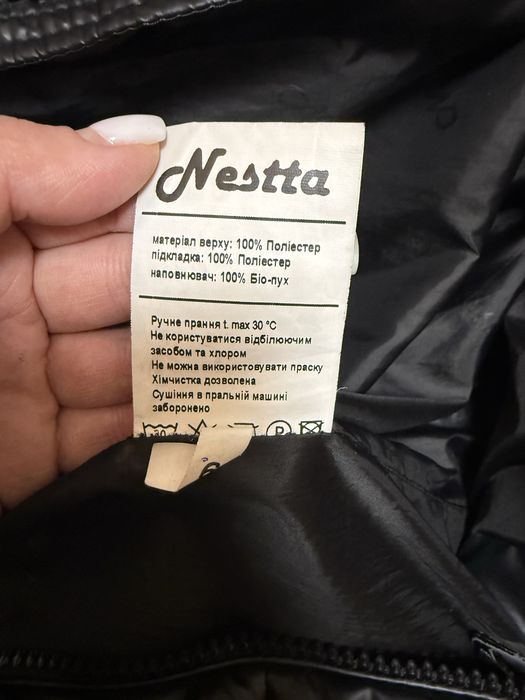 Nestta
матеріал верху: 100% Поліестер
підкладка: 100% Поліестер
наповнювач: 100% Біо-пух
Ручне прання t. max 30 °C
Не користуватися відбілюючим
засобом та хлором
Не можна використовувати праску
Хімчистка дозволена
Сушіння в пральній машині
заборонено
30
P